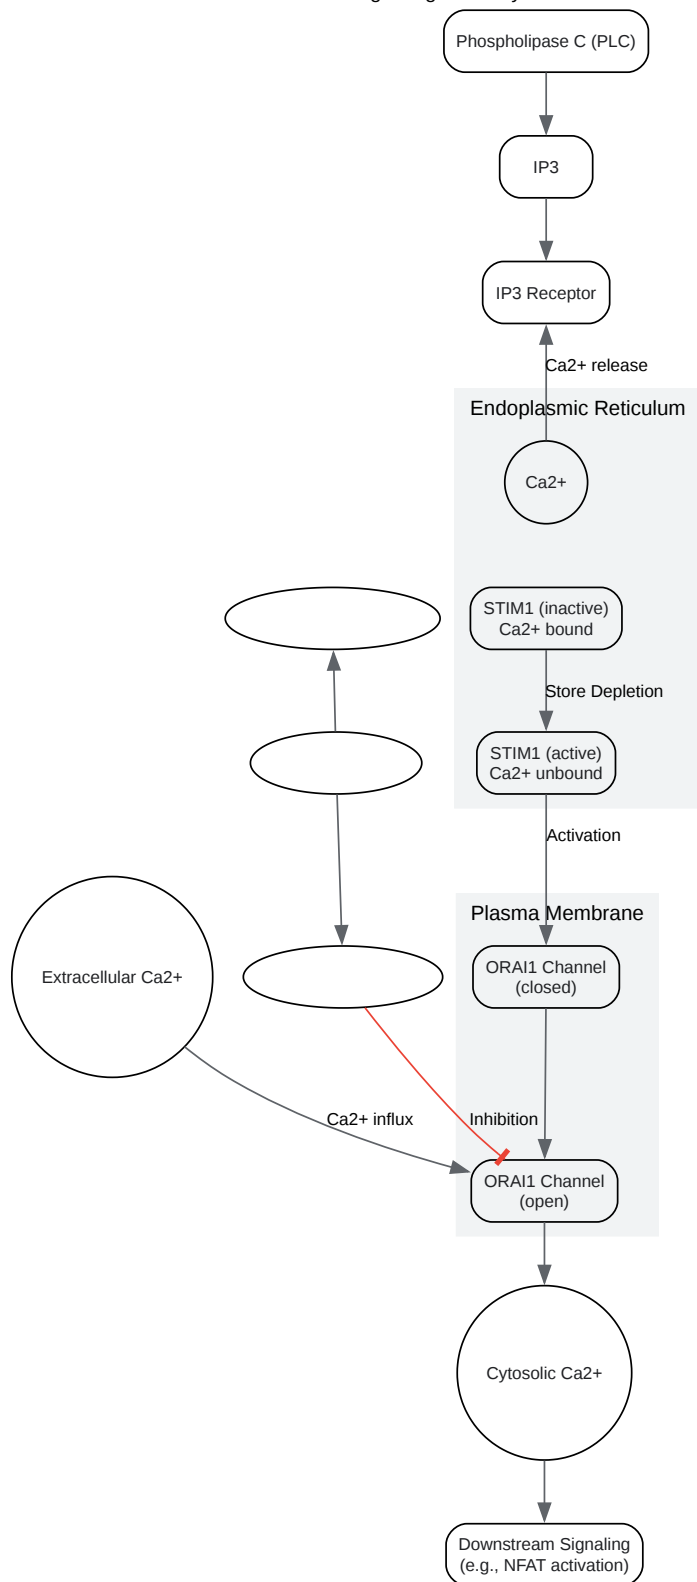 Phospholipase C (PLC)
IP3
IP3 Receptor
Ca2+ release
Endoplasmic Reticulum
Ca2+
STIM1 (inactive)
Ca2+ bound
Store Depletion
STIM1 (active)
Ca2+ unbound
Activation
Plasma Membrane
Extracellular Ca2+
ORAI1 Channel
(closed)
Ca2+ influx
Inhibition
ORAI1 Channel
(open)
Cytosolic Ca2+
Downstream Signaling
(e.g., NFAT activation)